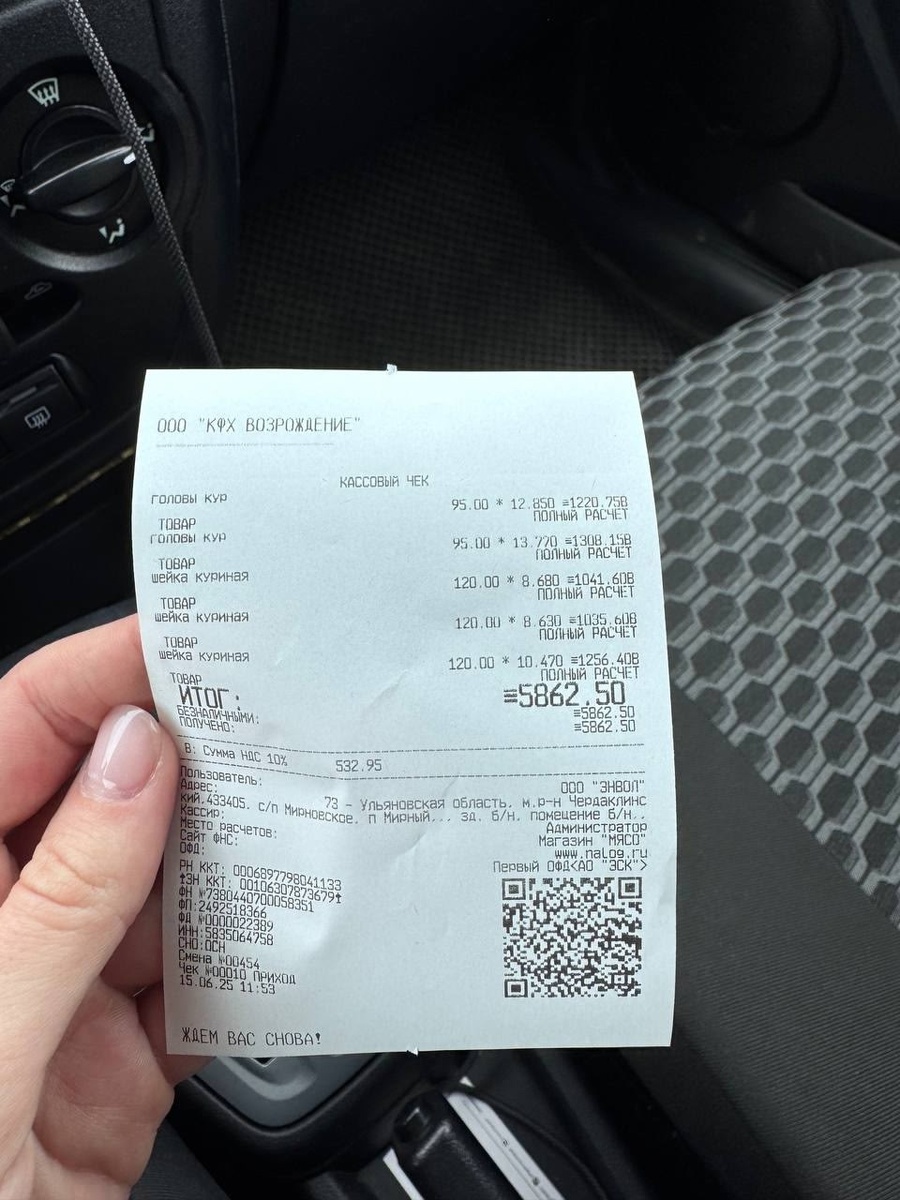 ООО "КФХ ВОЗРОЖДЕНИЕ"
КАССОВЫЙ ЧЕК
головы кур
95.00 * 12.850 ≡1220.75В
ПОЛНЫЙ РАСЧЕТ
ТОВАР
головы кур
95.00 * 13.770 ≡1308.15В
ПОЛНЫЙ РАСЧЕТ
ТОВАР
шейка куриная
120.00 * 8.680 ≡1041.60В
ПОЛНЫЙ РАСЧЕТ
ТОВАР
шейка куриная
120.00 * 8.630 ≡1035.60В
ПОЛНЫЙ РАСЧЕТ
ТОВАР
шейка куриная
120.00 * 10.470 ≡1256.40В
ПОЛНЫЙ РАСЧЕТ
ТОВАР
ИТОГ: ≡5862.50
БЕЗНАЛИЧНЫМИ: ≡5862.50
ПОЛУЧЕНО: ≡5862.50
В: Сумма НДС 10% 532.95
Пользователь: ООО "ЭНВОЛ"
Адрес: 73 - Ульяновская область, м.р-н Чердаклинс
кий,433405, с/п Мирновское, п Мирный,,, зд. б/н, помещение б/н,,
Кассир: Администратор
Место расчетов: Магазин "МЯСО"
Сайт ФНС: www.nalog.ru
ОФД: Первый ОФД<АО "ЭСК">
РН ККТ: 0006897798041133
ЗН ККТ: 00106307873679
ФН №7380440700058351
ФП:2492518366
ФД №0000022389
ИНН:5835064758
СНО:ОСН
Смена №00454
Чек №00010 ПРИХОД
15.06.25 11:53
ЖДЕМ ВАС СНОВА!